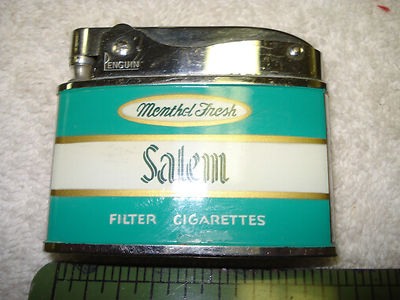 PENGUIN
Menthol Fresh
Salem
FILTER CIGARETTES